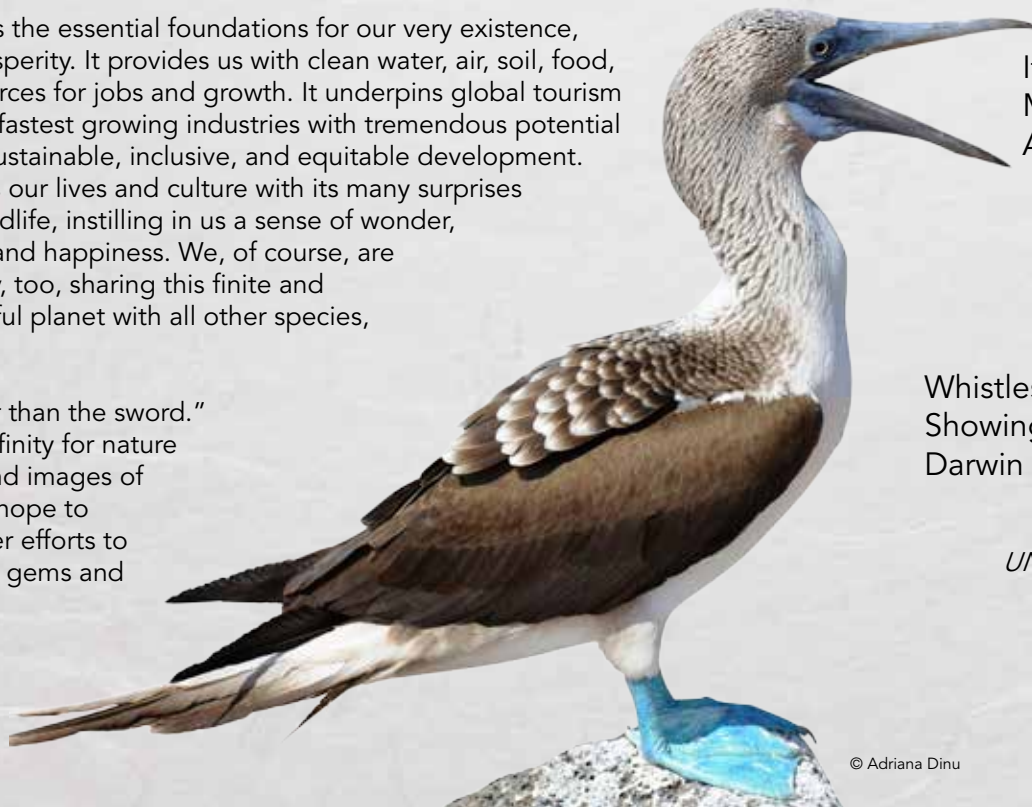 s the essential foundations for our very existence,
sperity. It provides us with clean water, air, soil, food,
rces for jobs and growth. It underpins global tourism
fastest growing industries with tremendous potential
ustainable, inclusive, and equitable development.
our lives and culture with its many surprises
dlife, instilling in us a sense of wonder,
and happiness. We, of course, are
, too, sharing this finite and
ful planet with all other species,
r than the sword.”
finity for nature
nd images of
hope to
er efforts to
gems and
Whistles
Showing
Darwin
UN
© Adriana Dinu